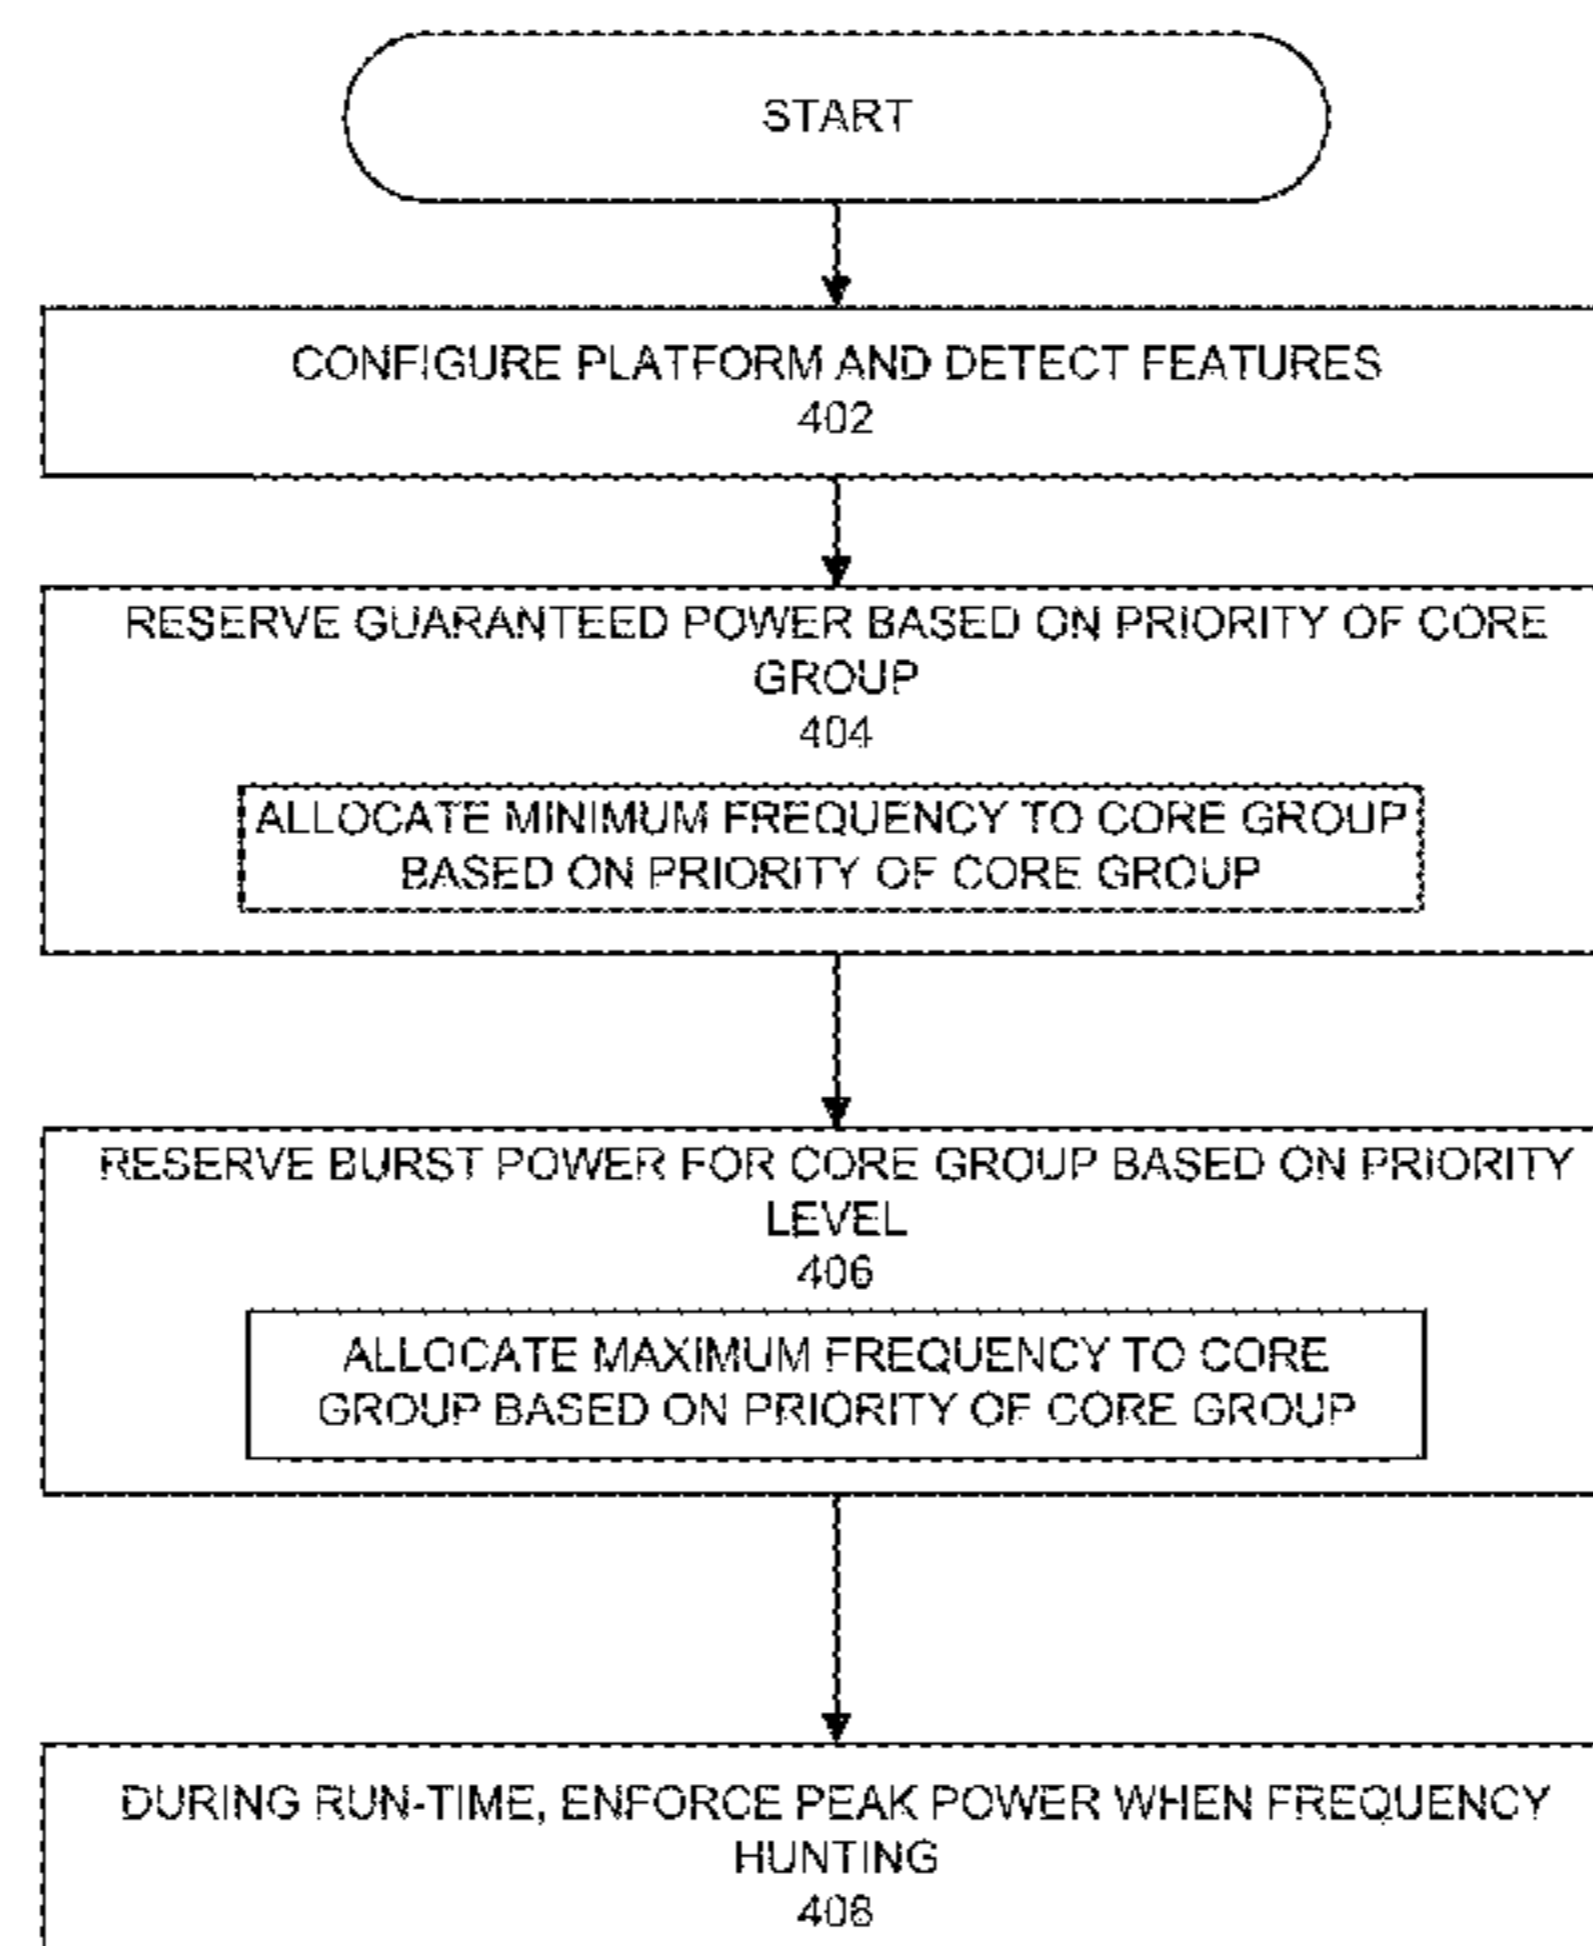 START
CONFIGURE PLATFORM AND DETECT FEATURES
402
RESERVE GUARANTEED POWER BASED ON PRIORITY OF CORE
GROUP
404
ALLOCATE MINIMUM FREQUENCY TO CORE GROUP
BASED ON PRIORITY OF CORE GROUP
RESERVE BURST POWER FOR CORE GROUP BASED ON PRIORITY
LEVEL
406
ALLOCATE MAXIMUM FREQUENCY TO CORE
GROUP BASED ON PRIORITY OF CORE GROUP
DURING RUN-TIME, ENFORCE PEAK POWER WHEN FREQUENCY
HUNTING
408